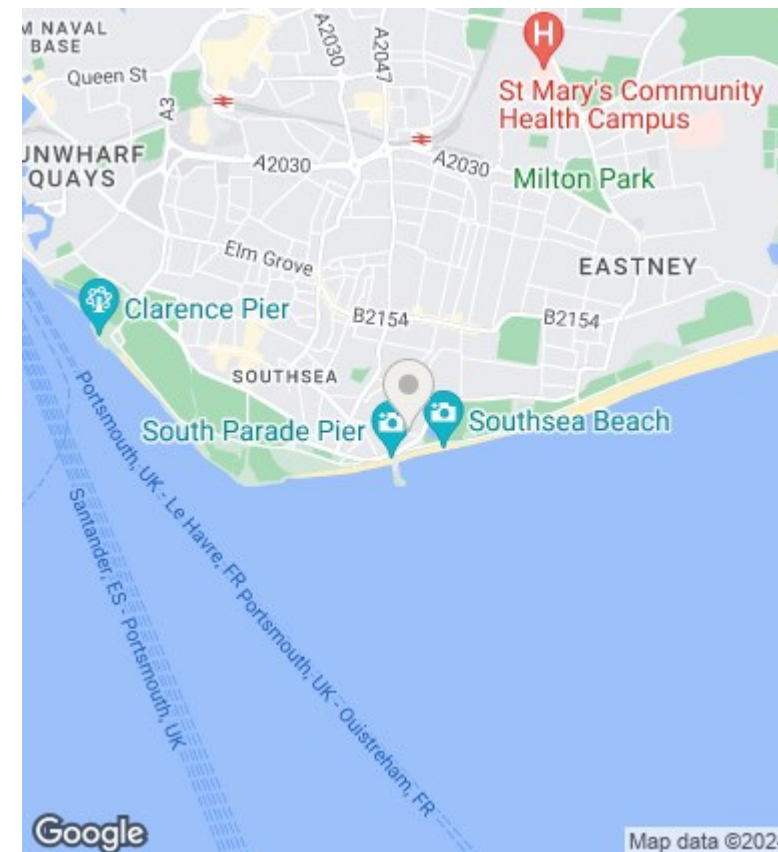 M NAVAL
BASE
Queen St
A3
A2030
A2047
H
St Mary's Community
Health Campus
UNWHARF
QUAYS
A2030
A2030
Milton Park
Elm Grove
EASTNEY
Clarence Pier
B2154
B2154
SOUTHSEA
South Parade Pier
Southsea Beach
Portsmouth, UK - Le Havre, FR
Portsmouth, UK - Ouistreham, FR
Santander, ES - Portsmouth, UK
Google
Map data ©202